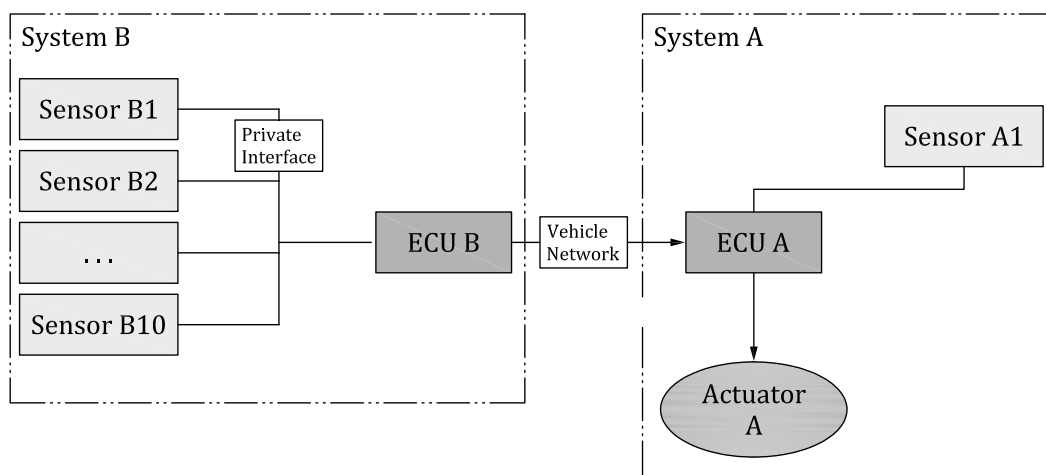 System B
Sensor B1
Private
Interface
Sensor B2
...
Sensor B10
ECU B
Vehicle
Network
System A
Sensor A1
ECU A
Actuator
A